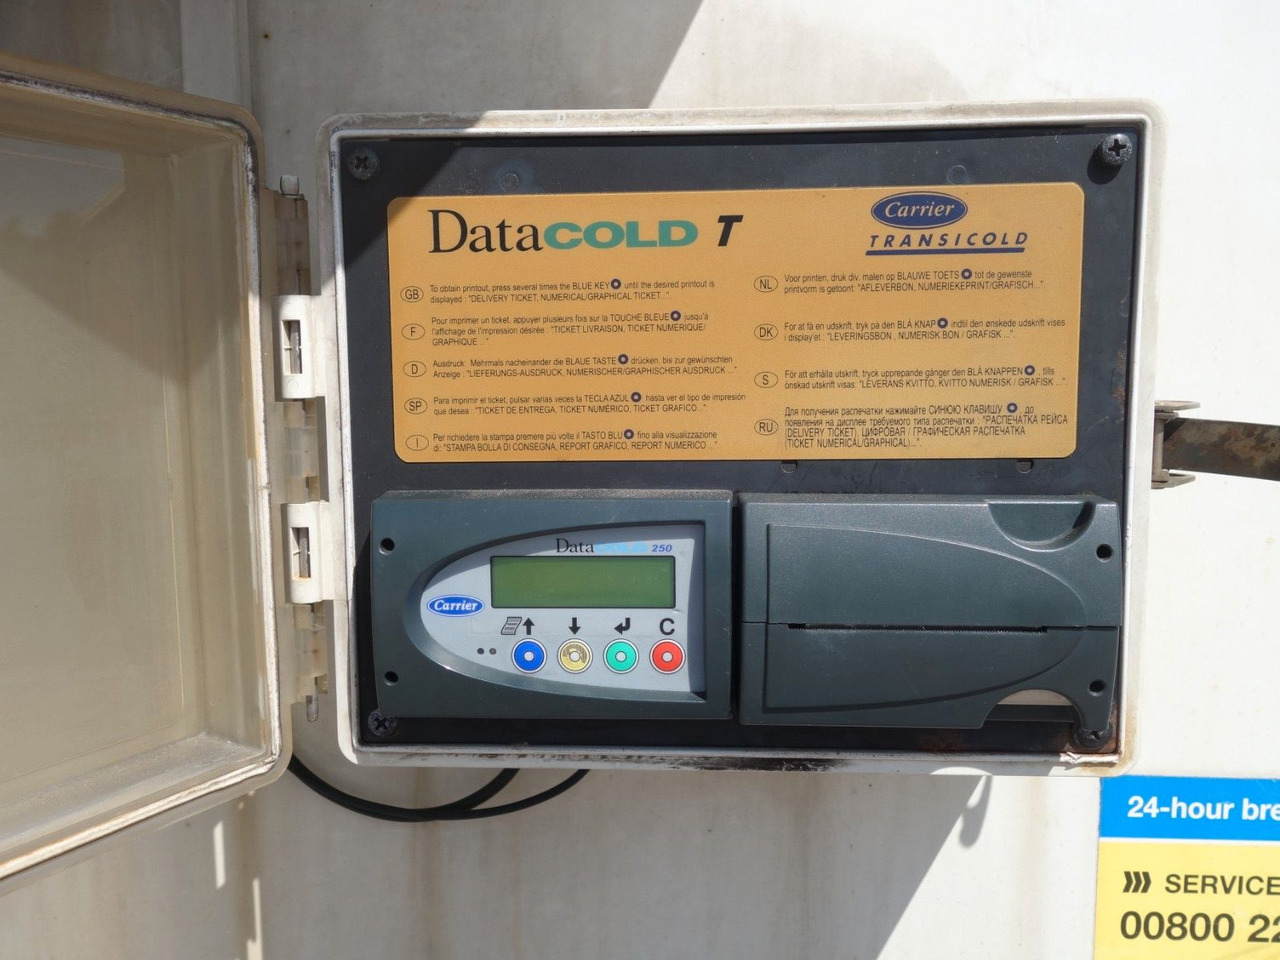 DataCOLD T
Carrier
TRANSICOLD
GB
To obtain printout, press several times the BLUE KEY until the desired printout is
displayed : "DELIVERY TICKET, NUMERICAL/GRAPHICAL TICKET...".
F
Pour imprimer un ticket, appuyer plusieurs fois sur la TOUCHE BLEUE jusqu'à
l'affichage de l'impression désirée : "TICKET LIVRAISON, TICKET NUMERIQUE/
GRAPHIQUE ...".
D
Ausdruck: Mehrmals nacheinander die BLAUE TASTE drücken, bis zur gewünschten
Anzeige : "LIEFERUNGS-AUSDRUCK, NUMERISCHER/GRAPHISCHER AUSDRUCK ..."
SP
Para imprimir el ticket, pulsar varias veces la TECLA AZUL hasta ver el tipo de impresión
que desea : "TICKET DE ENTREGA, TICKET NUMERICO, TICKET GRAFICO..."
I
Per richiedere la stampa premere più volte il TASTO BLU fino alla visualizzazione
di: "STAMPA BOLLA DI CONSEGNA, REPORT GRAFICO, REPORT NUMERICO ..."
NL
Voor printen, druk div. malen op BLAUWE TOETS tot de gewenste
printvorm is getoont: "AFLEVERBON, NUMERIEKEPRINT/GRAFISCH...".
DK
For at få en udskrift, tryk på den BLÅ KNAP indtil den ønskede udskrift vises
i display'et : "LEVERINGSBON , NUMERISK BON / GRAFISK ...".
S
För att erhålla utskrift, tryck upprepande gånger den BLÅ KNAPPEN , tills
önskad utskrift visas: "LEVERANS KVITTO, KVITTO NUMERISK / GRAFISK ...".
RU
Для получения распечатки нажимайте СИНЮЮ КЛАВИШУ , до
появления на дисплее требуемого типа распечатки : "РАСПЕЧАТКА РЕЙСА
(DELIVERY TICKET), ЦИФРОВАЯ / ГРАФИЧЕСКАЯ РАСПЕЧАТКА
(TICKET NUMERICAL/GRAPHICAL)...".
DataCOLD 250
Carrier
C
24-hour bre
SERVICE
00800 22